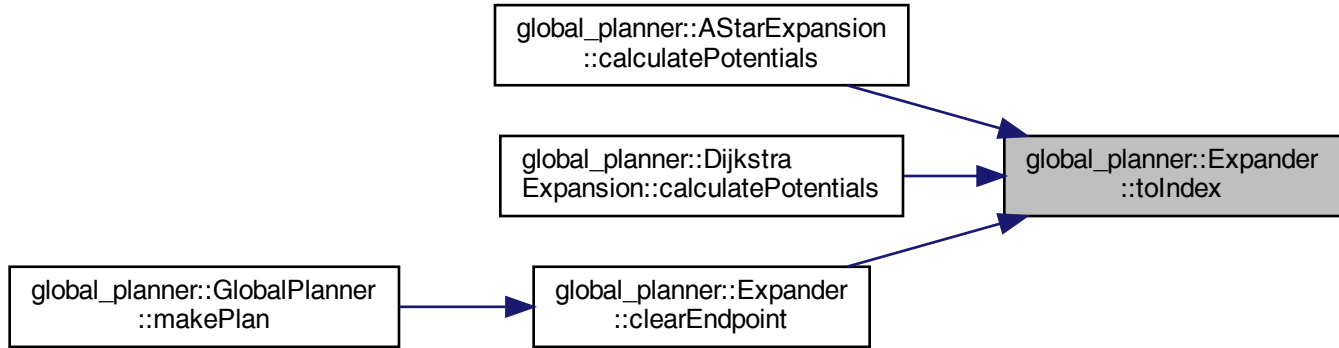 global_planner::AStarExpansion
::calculatePotentials
global_planner::Dijkstra
Expansion::calculatePotentials
global_planner::Expander
::toIndex
global_planner::GlobalPlanner
::makePlan
global_planner::Expander
::clearEndpoint